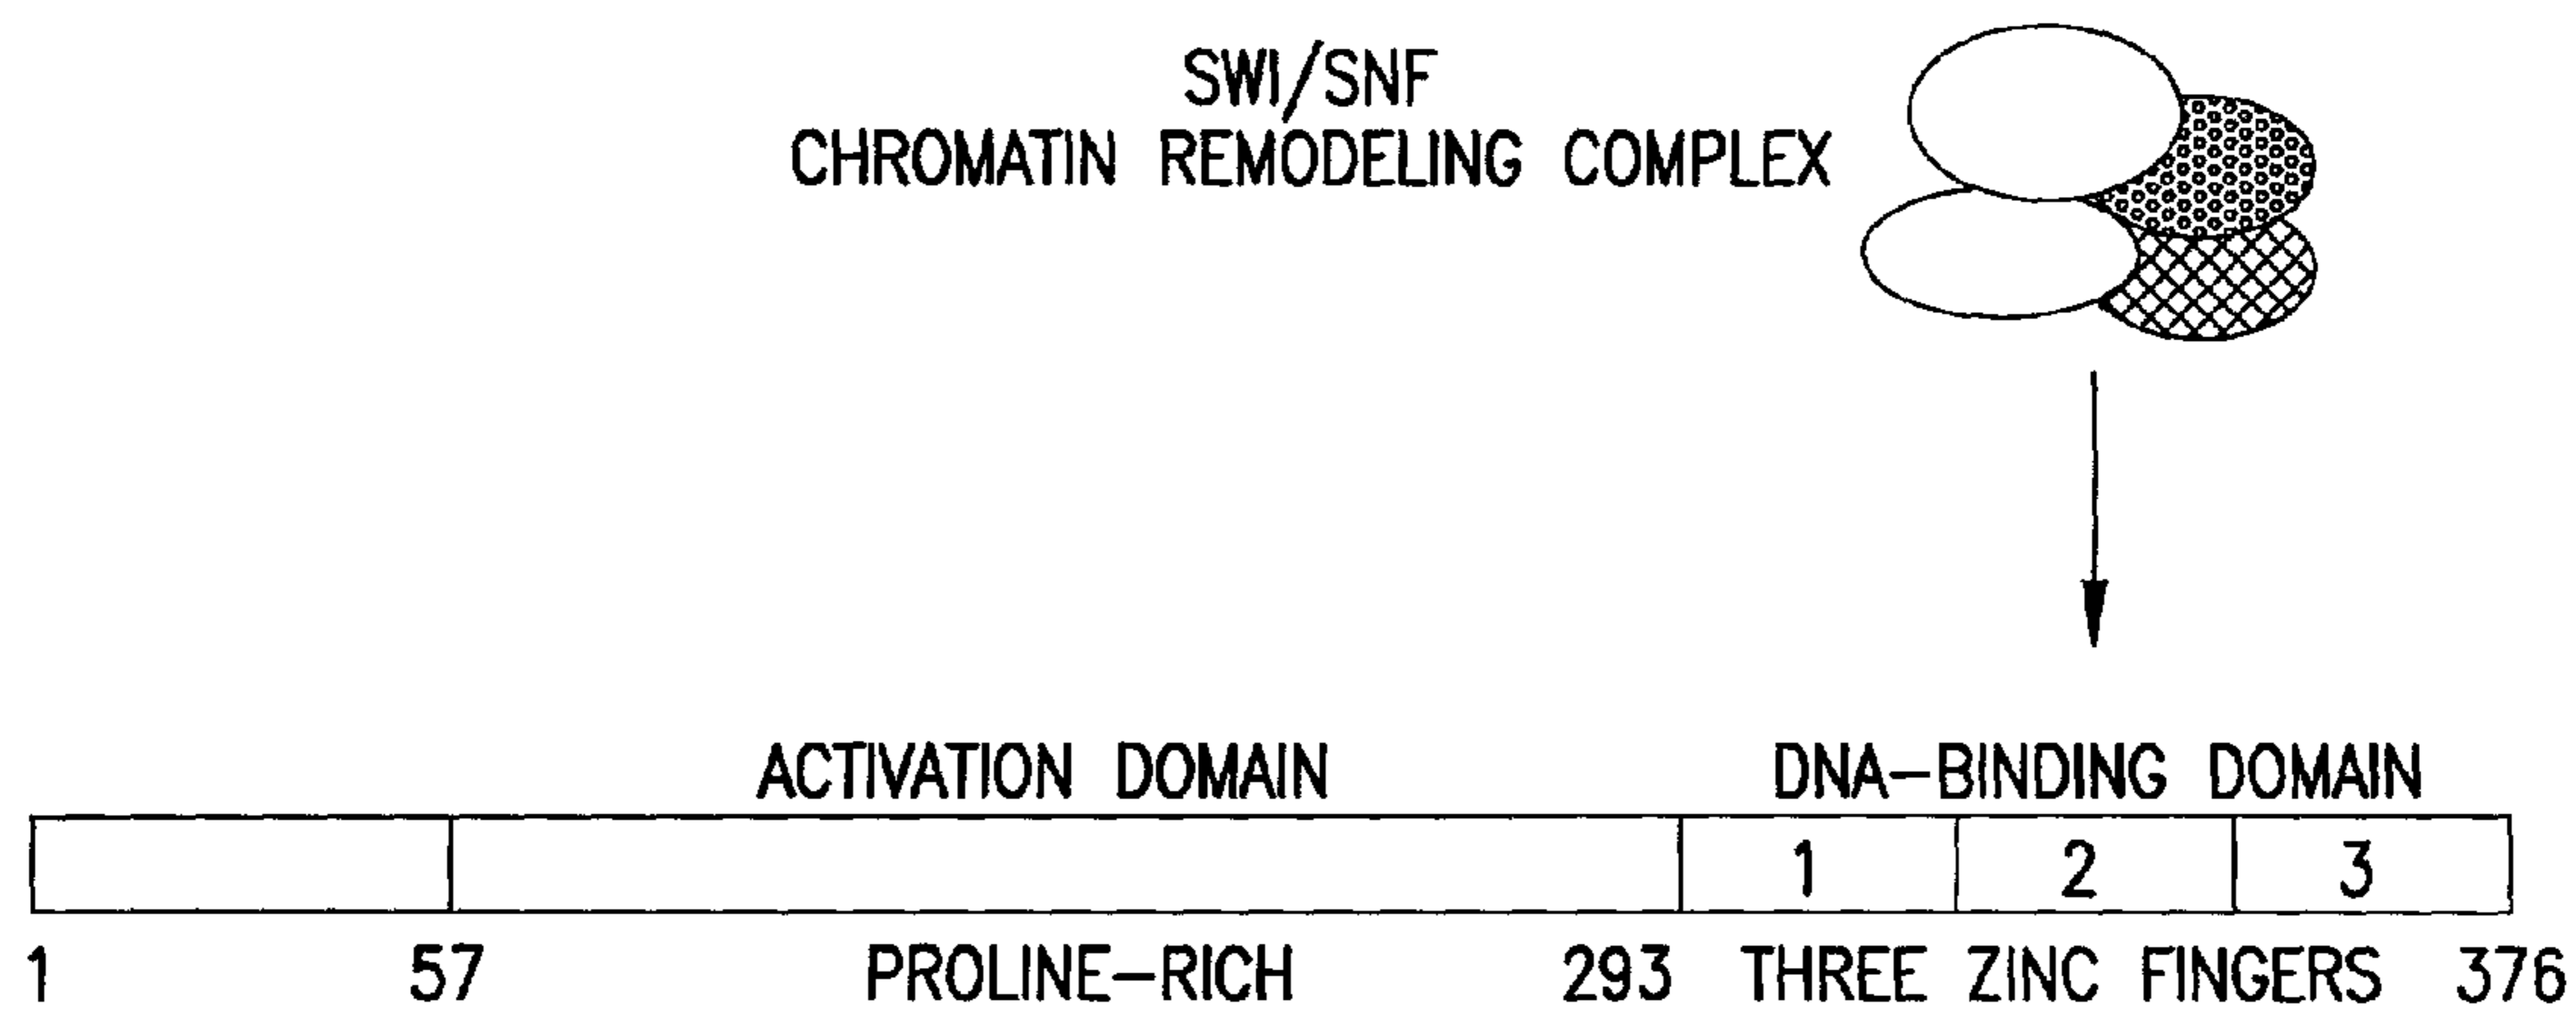 SWI/SNF
CHROMATIN REMODELING COMPLEX
ACTIVATION DOMAIN DNA-BINDING DOMAIN
1 2 3
1 57 PROLINE-RICH 293 THREE ZINC FINGERS 376